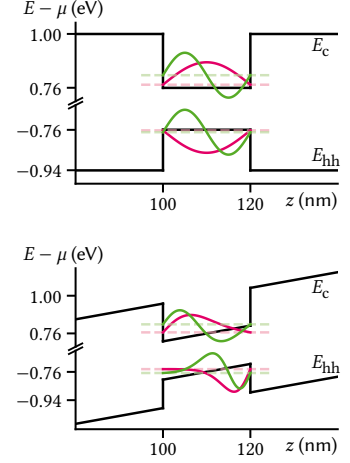 E − μ (eV)
1.00
E_c
0.76
−0.76
−0.94
E_hh
100
120
z (nm)
E − μ (eV)
1.00
E_c
0.76
−0.76
E_hh
−0.94
100
120
z (nm)